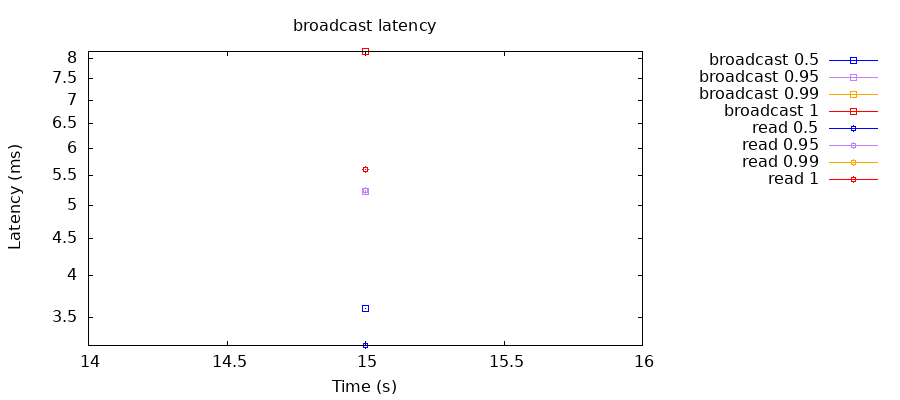 broadcast latency
Latency (ms)
8
7.5
7
6.5
6
5.5
5
4.5
4
3.5
14
14.5
15
15.5
16
Time (s)
broadcast 0.5
broadcast 0.95
broadcast 0.99
broadcast 1
read 0.5
read 0.95
read 0.99
read 1